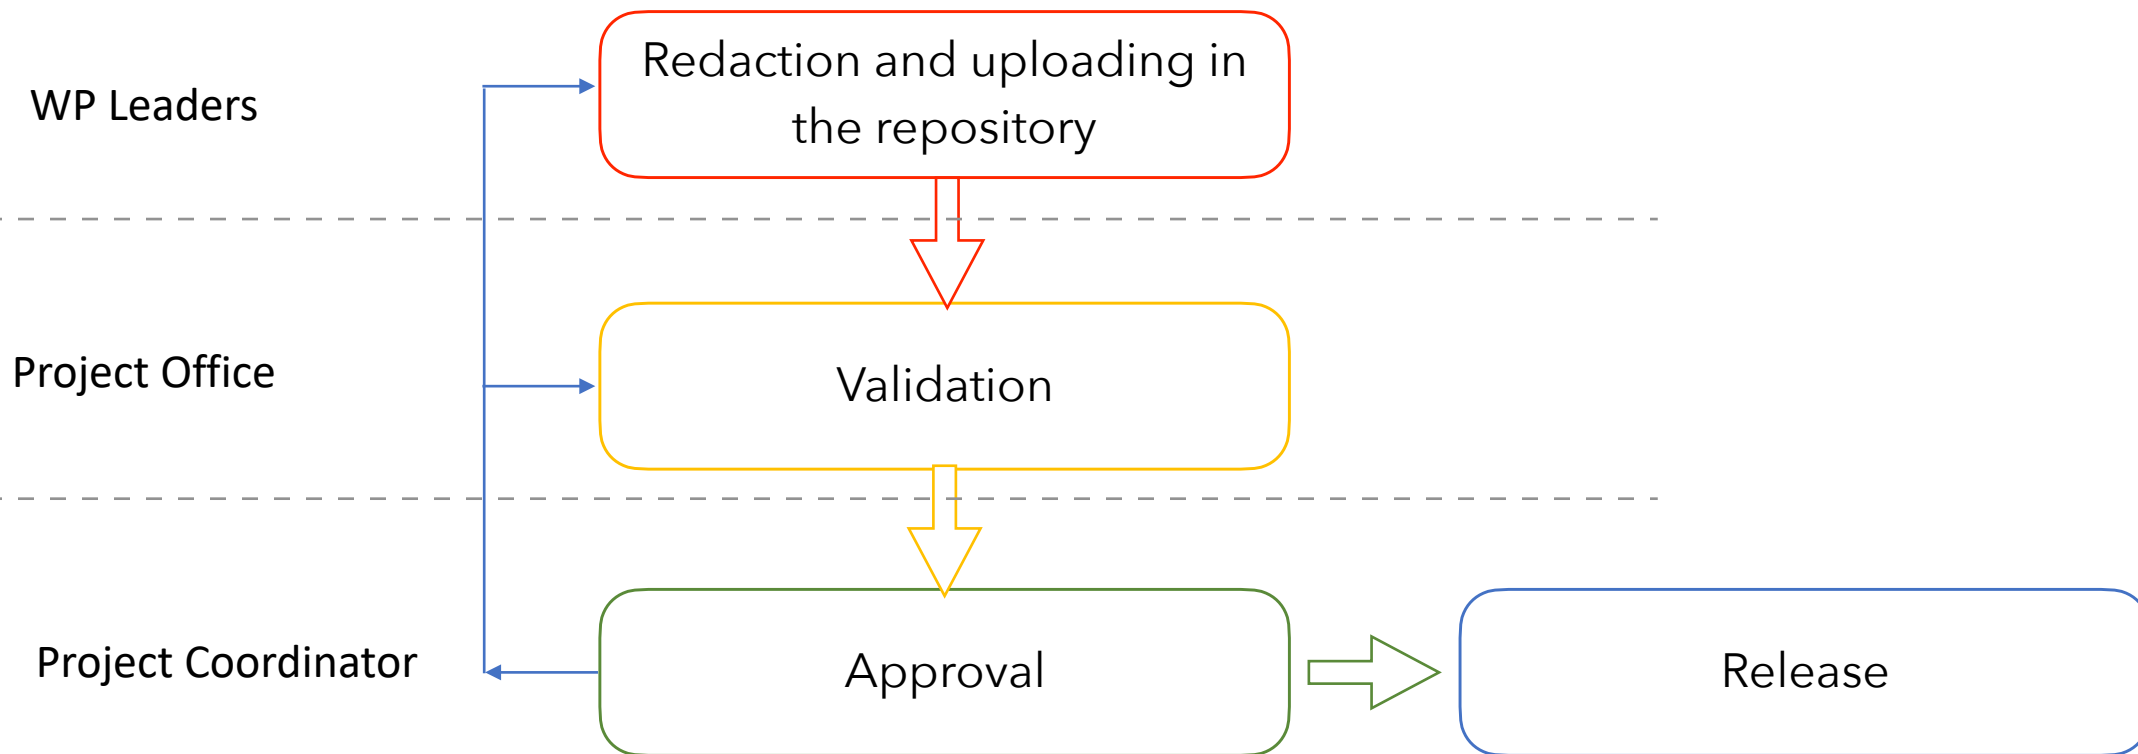 WP Leaders
Redaction and uploading in
the repository
Project Office
Validation
Project Coordinator
Approval
Release